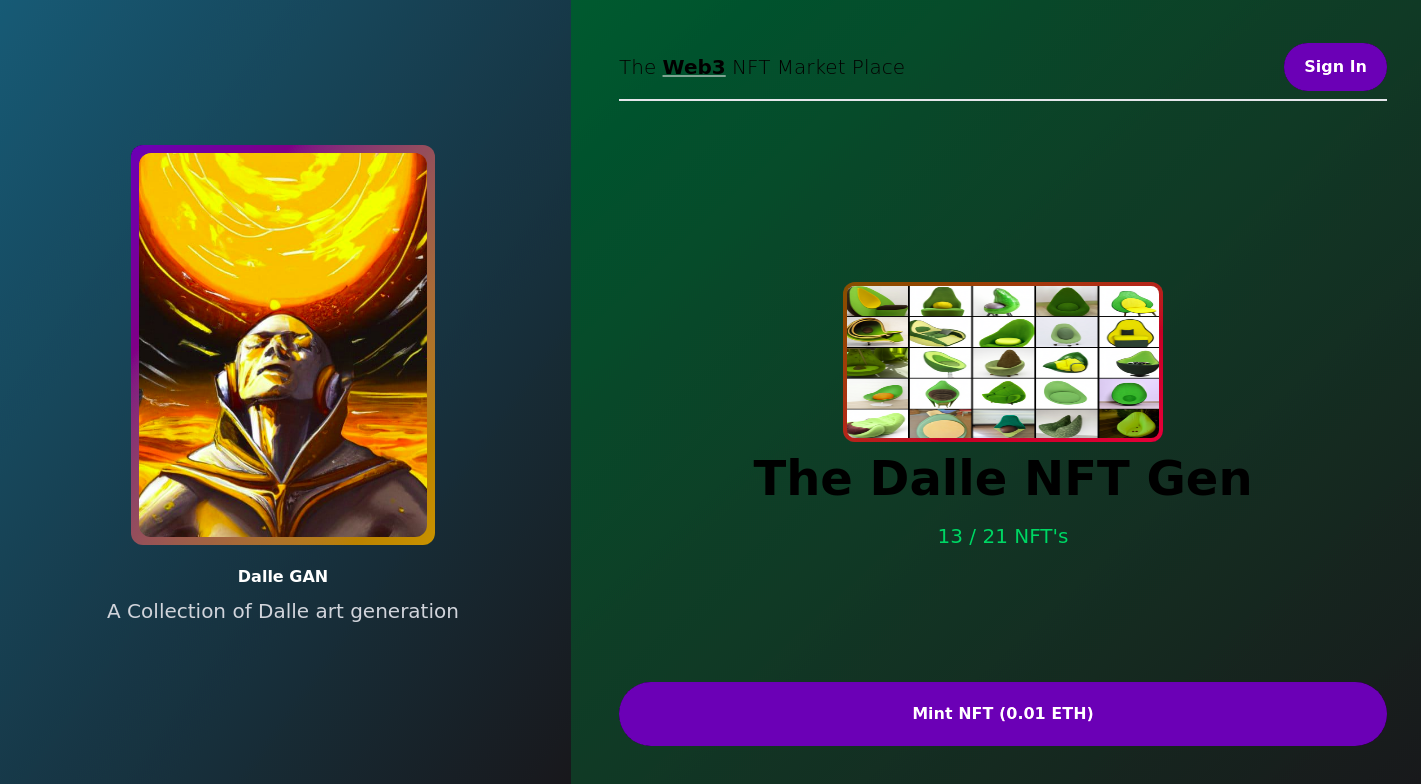 Dalle GAN
A Collection of Dalle art generation
The Web3 NFT Market Place
Sign In
The Dalle NFT Gen
13 / 21 NFT's
Mint NFT (0.01 ETH)